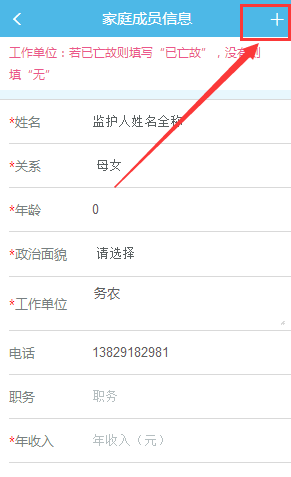 家庭成员信息
工作单位：若已亡故则填写“已亡故”，没有则
填“无”
*姓名 监护人姓名全称
*关系 母女
*年龄 0
*政治面貌 请选择
*工作单位 务农
电话 13829182981
职务 职务
*年收入 年收入（元）